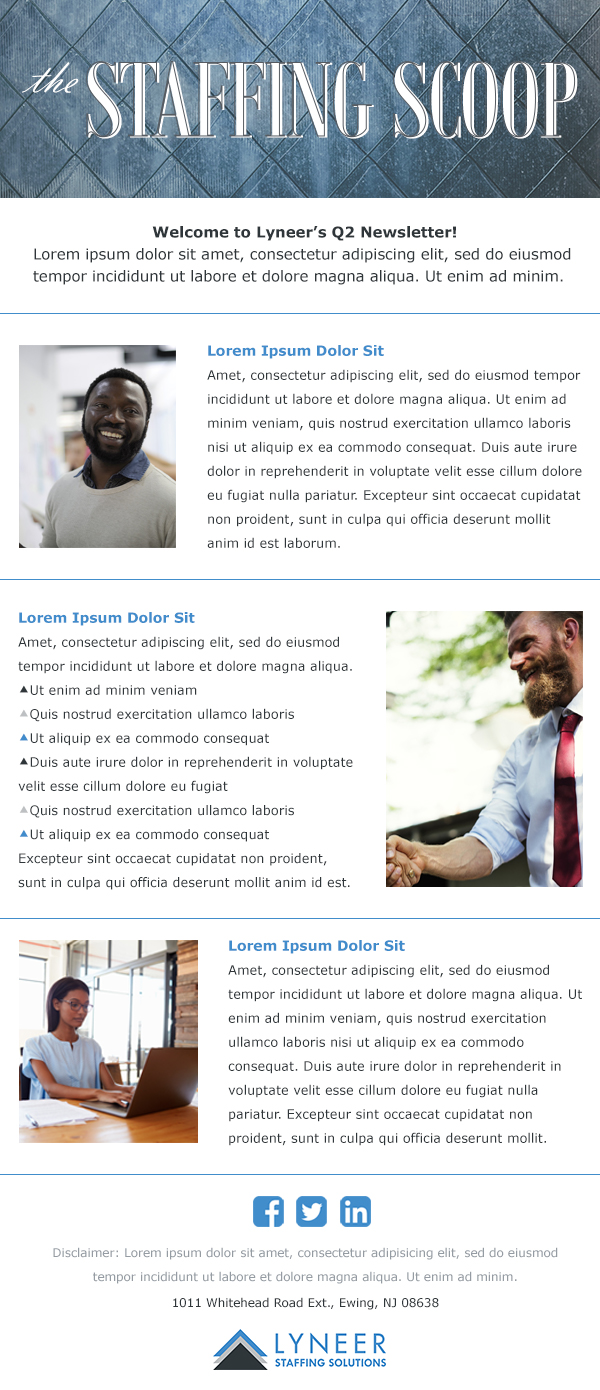 the STAFFING SCOOP
Welcome to Lyneer’s Q2 Newsletter!
Lorem ipsum dolor sit amet, consectetur adipiscing elit, sed do eiusmod
tempor incididunt ut labore et dolore magna aliqua. Ut enim ad minim.
Lorem Ipsum Dolor Sit
Amet, consectetur adipiscing elit, sed do eiusmod tempor
incididunt ut labore et dolore magna aliqua. Ut enim ad
minim veniam, quis nostrud exercitation ullamco laboris
nisi ut aliquip ex ea commodo consequat. Duis aute irure
dolor in reprehenderit in voluptate velit esse cillum dolore
eu fugiat nulla pariatur. Excepteur sint occaecat cupidatat
non proident, sunt in culpa qui officia deserunt mollit
anim id est laborum.
Lorem Ipsum Dolor Sit
Amet, consectetur adipiscing elit, sed do eiusmod
tempor incididunt ut labore et dolore magna aliqua.
Ut enim ad minim veniam
Quis nostrud exercitation ullamco laboris
Ut aliquip ex ea commodo consequat
Duis aute irure dolor in reprehenderit in voluptate
velit esse cillum dolore eu fugiat
Quis nostrud exercitation ullamco laboris
Ut aliquip ex ea commodo consequat
Excepteur sint occaecat cupidatat non proident,
sunt in culpa qui officia deserunt mollit anim id est.
Lorem Ipsum Dolor Sit
Amet, consectetur adipiscing elit, sed do eiusmod
tempor incididunt ut labore et dolore magna aliqua. Ut
enim ad minim veniam, quis nostrud exercitation
ullamco laboris nisi ut aliquip ex ea commodo
consequat. Duis aute irure dolor in reprehenderit in
voluptate velit esse cillum dolore eu fugiat nulla
pariatur. Excepteur sint occaecat cupidatat non
proident, sunt in culpa qui officia deserunt mollit.
Disclaimer: Lorem ipsum dolor sit amet, consectetur adipisicing elit, sed do eiusmod
tempor incididunt ut labore et dolore magna aliqua. Ut enim ad minim.
1011 Whitehead Road Ext., Ewing, NJ 08638
LYNEER
STAFFING SOLUTIONS